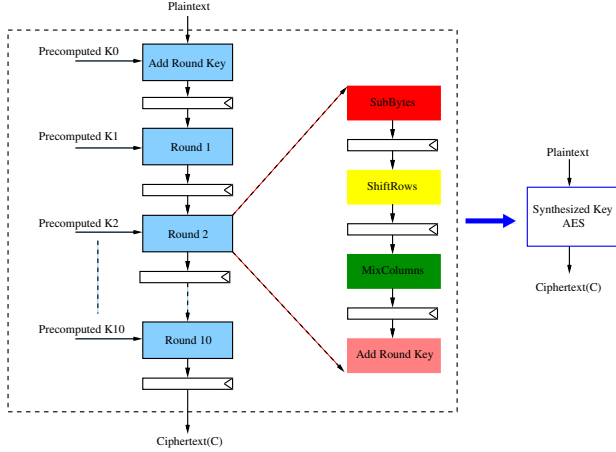 Plaintext
Precomputed K0
Add Round Key
Precomputed K1
Round 1
Precomputed K2
Round 2
Precomputed K10
Round 10
Ciphertext(C)
SubBytes
ShiftRows
MixColumns
Add Round Key
Plaintext
Synthesized Key
AES
Ciphertext(C)